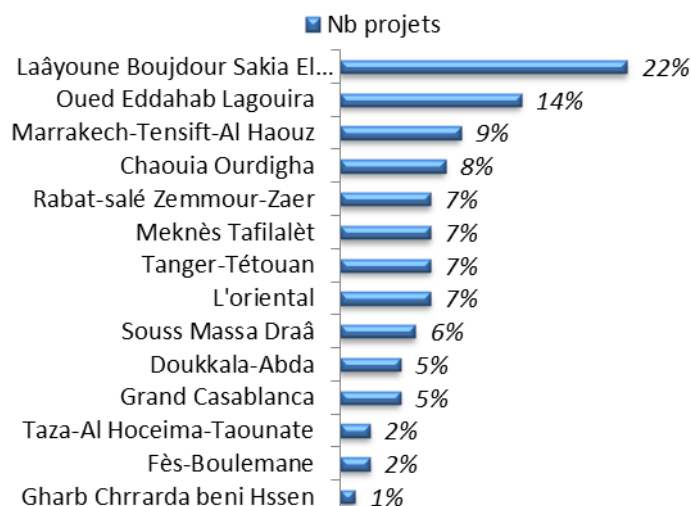 Nb projets
Laâyoune Boujdour Sakia El... 22%
Oued Eddahab Lagouira 14%
Marrakech-Tensift-Al Haouz 9%
Chaouia Ourdigha 8%
Rabat-salé Zemmour-Zaer 7%
Meknès Tafilalèt 7%
Tanger-Tétouan 7%
L'oriental 7%
Souss Massa Draâ 6%
Doukkala-Abda 5%
Grand Casablanca 5%
Taza-Al Hoceima-Taounate 2%
Fès-Boulemane 2%
Gharb Chrrarda beni Hssen 1%